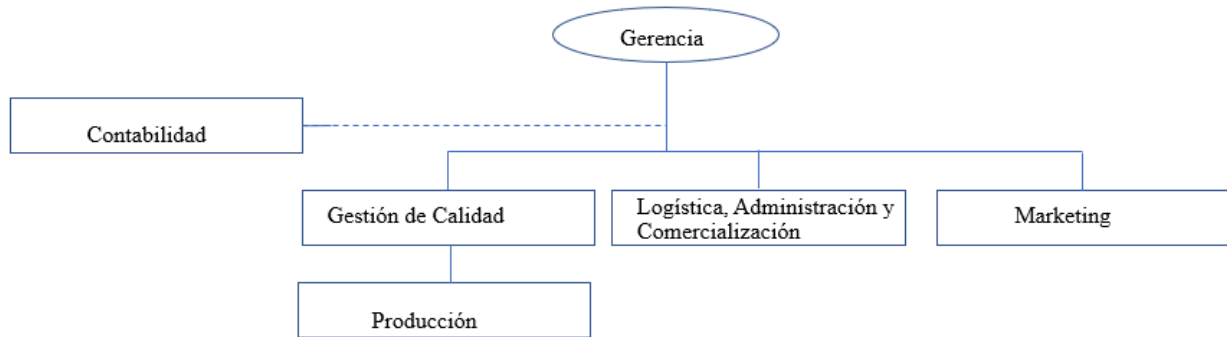 Gerencia
Contabilidad
Gestión de Calidad
Logística, Administración y
Comercialización
Marketing
Producción